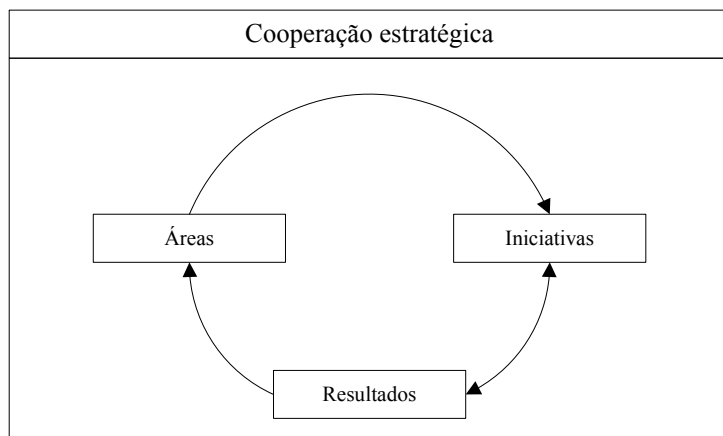 Cooperação estratégica
Áreas
Iniciativas
Resultados